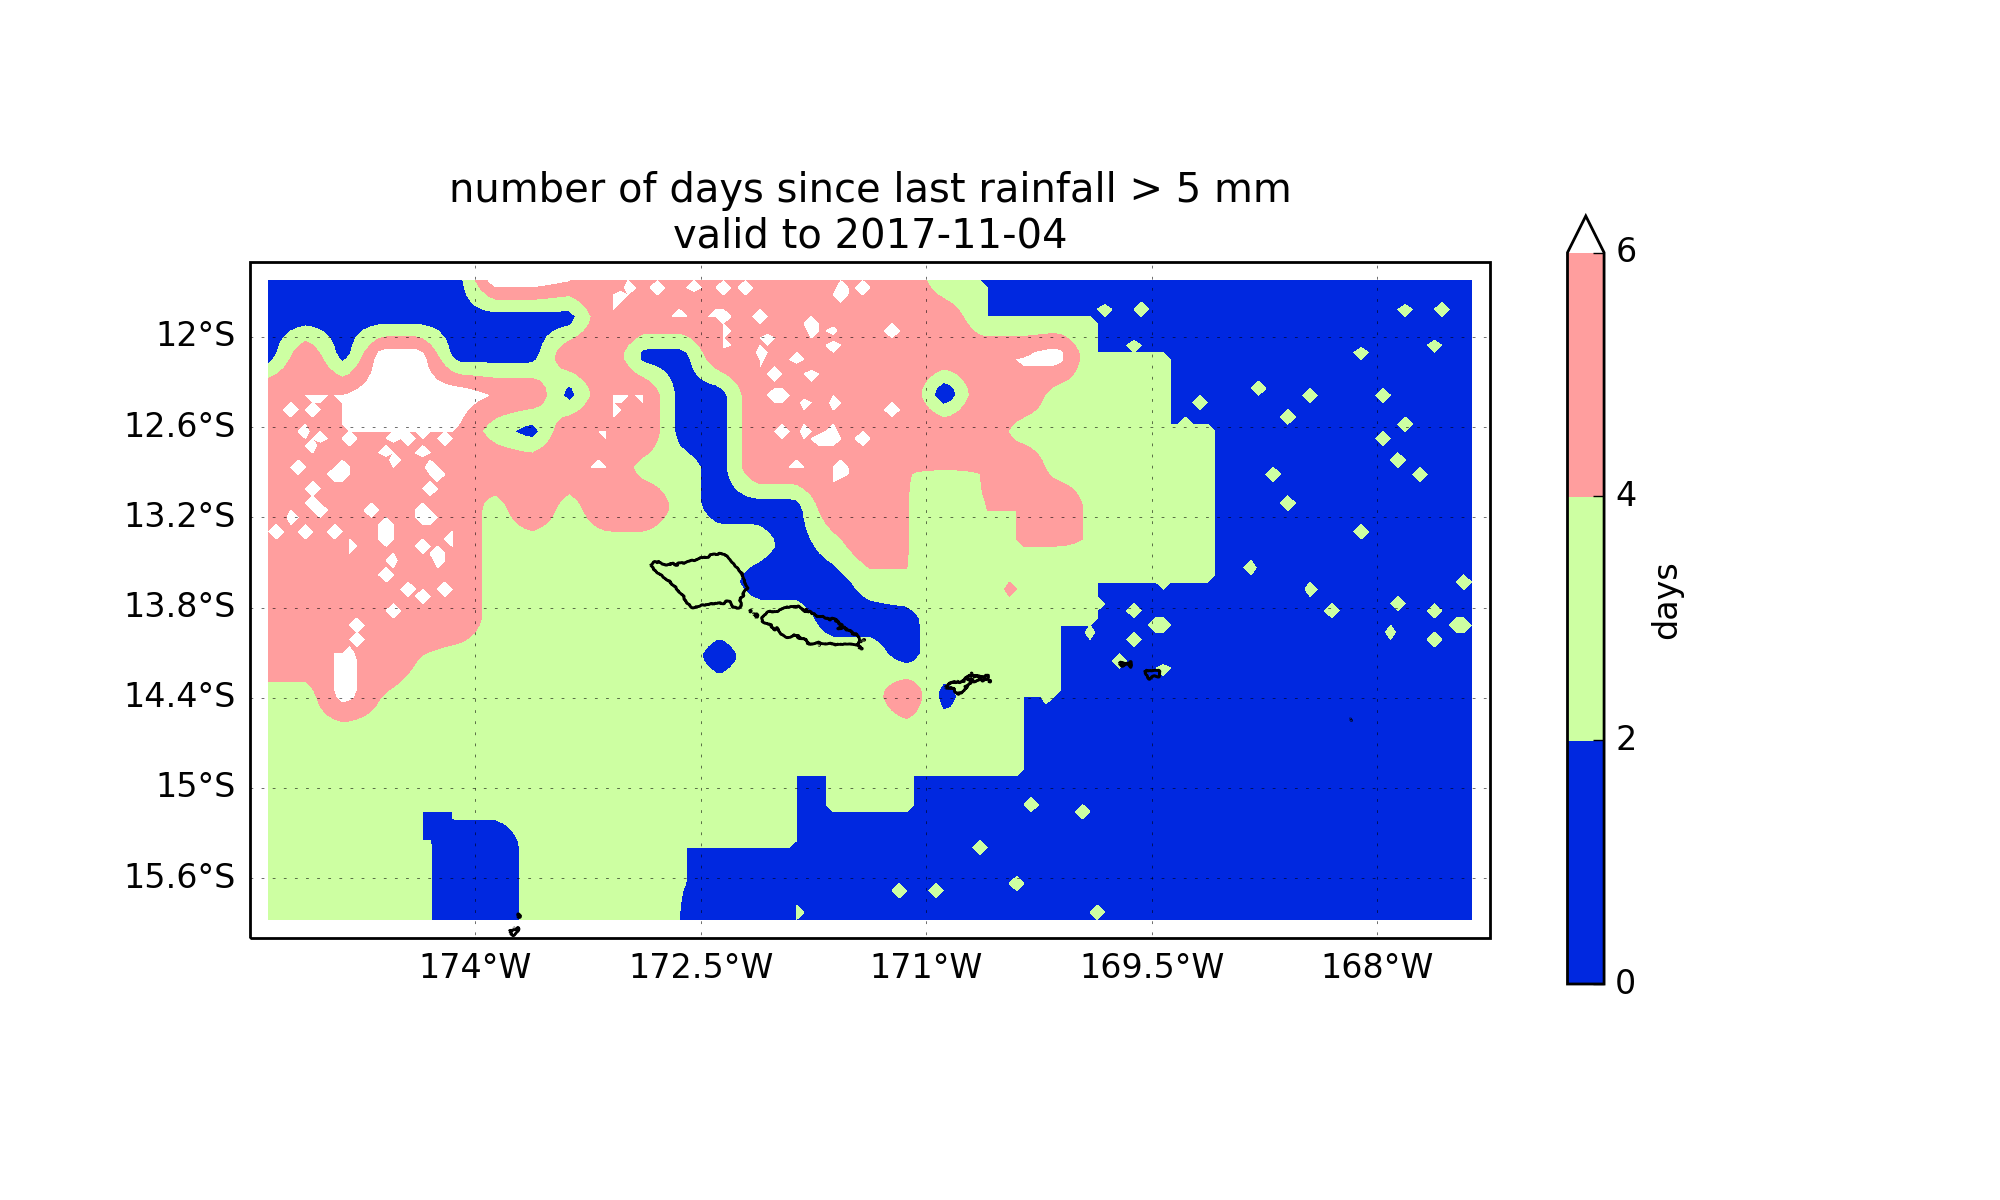 number of days since last rainfall > 5 mm
valid to 2017-11-04
12°S
12.6°S
13.2°S
13.8°S
14.4°S
15°S
15.6°S
174°W 172.5°W 171°W 169.5°W 168°W
6
4
2
0
days